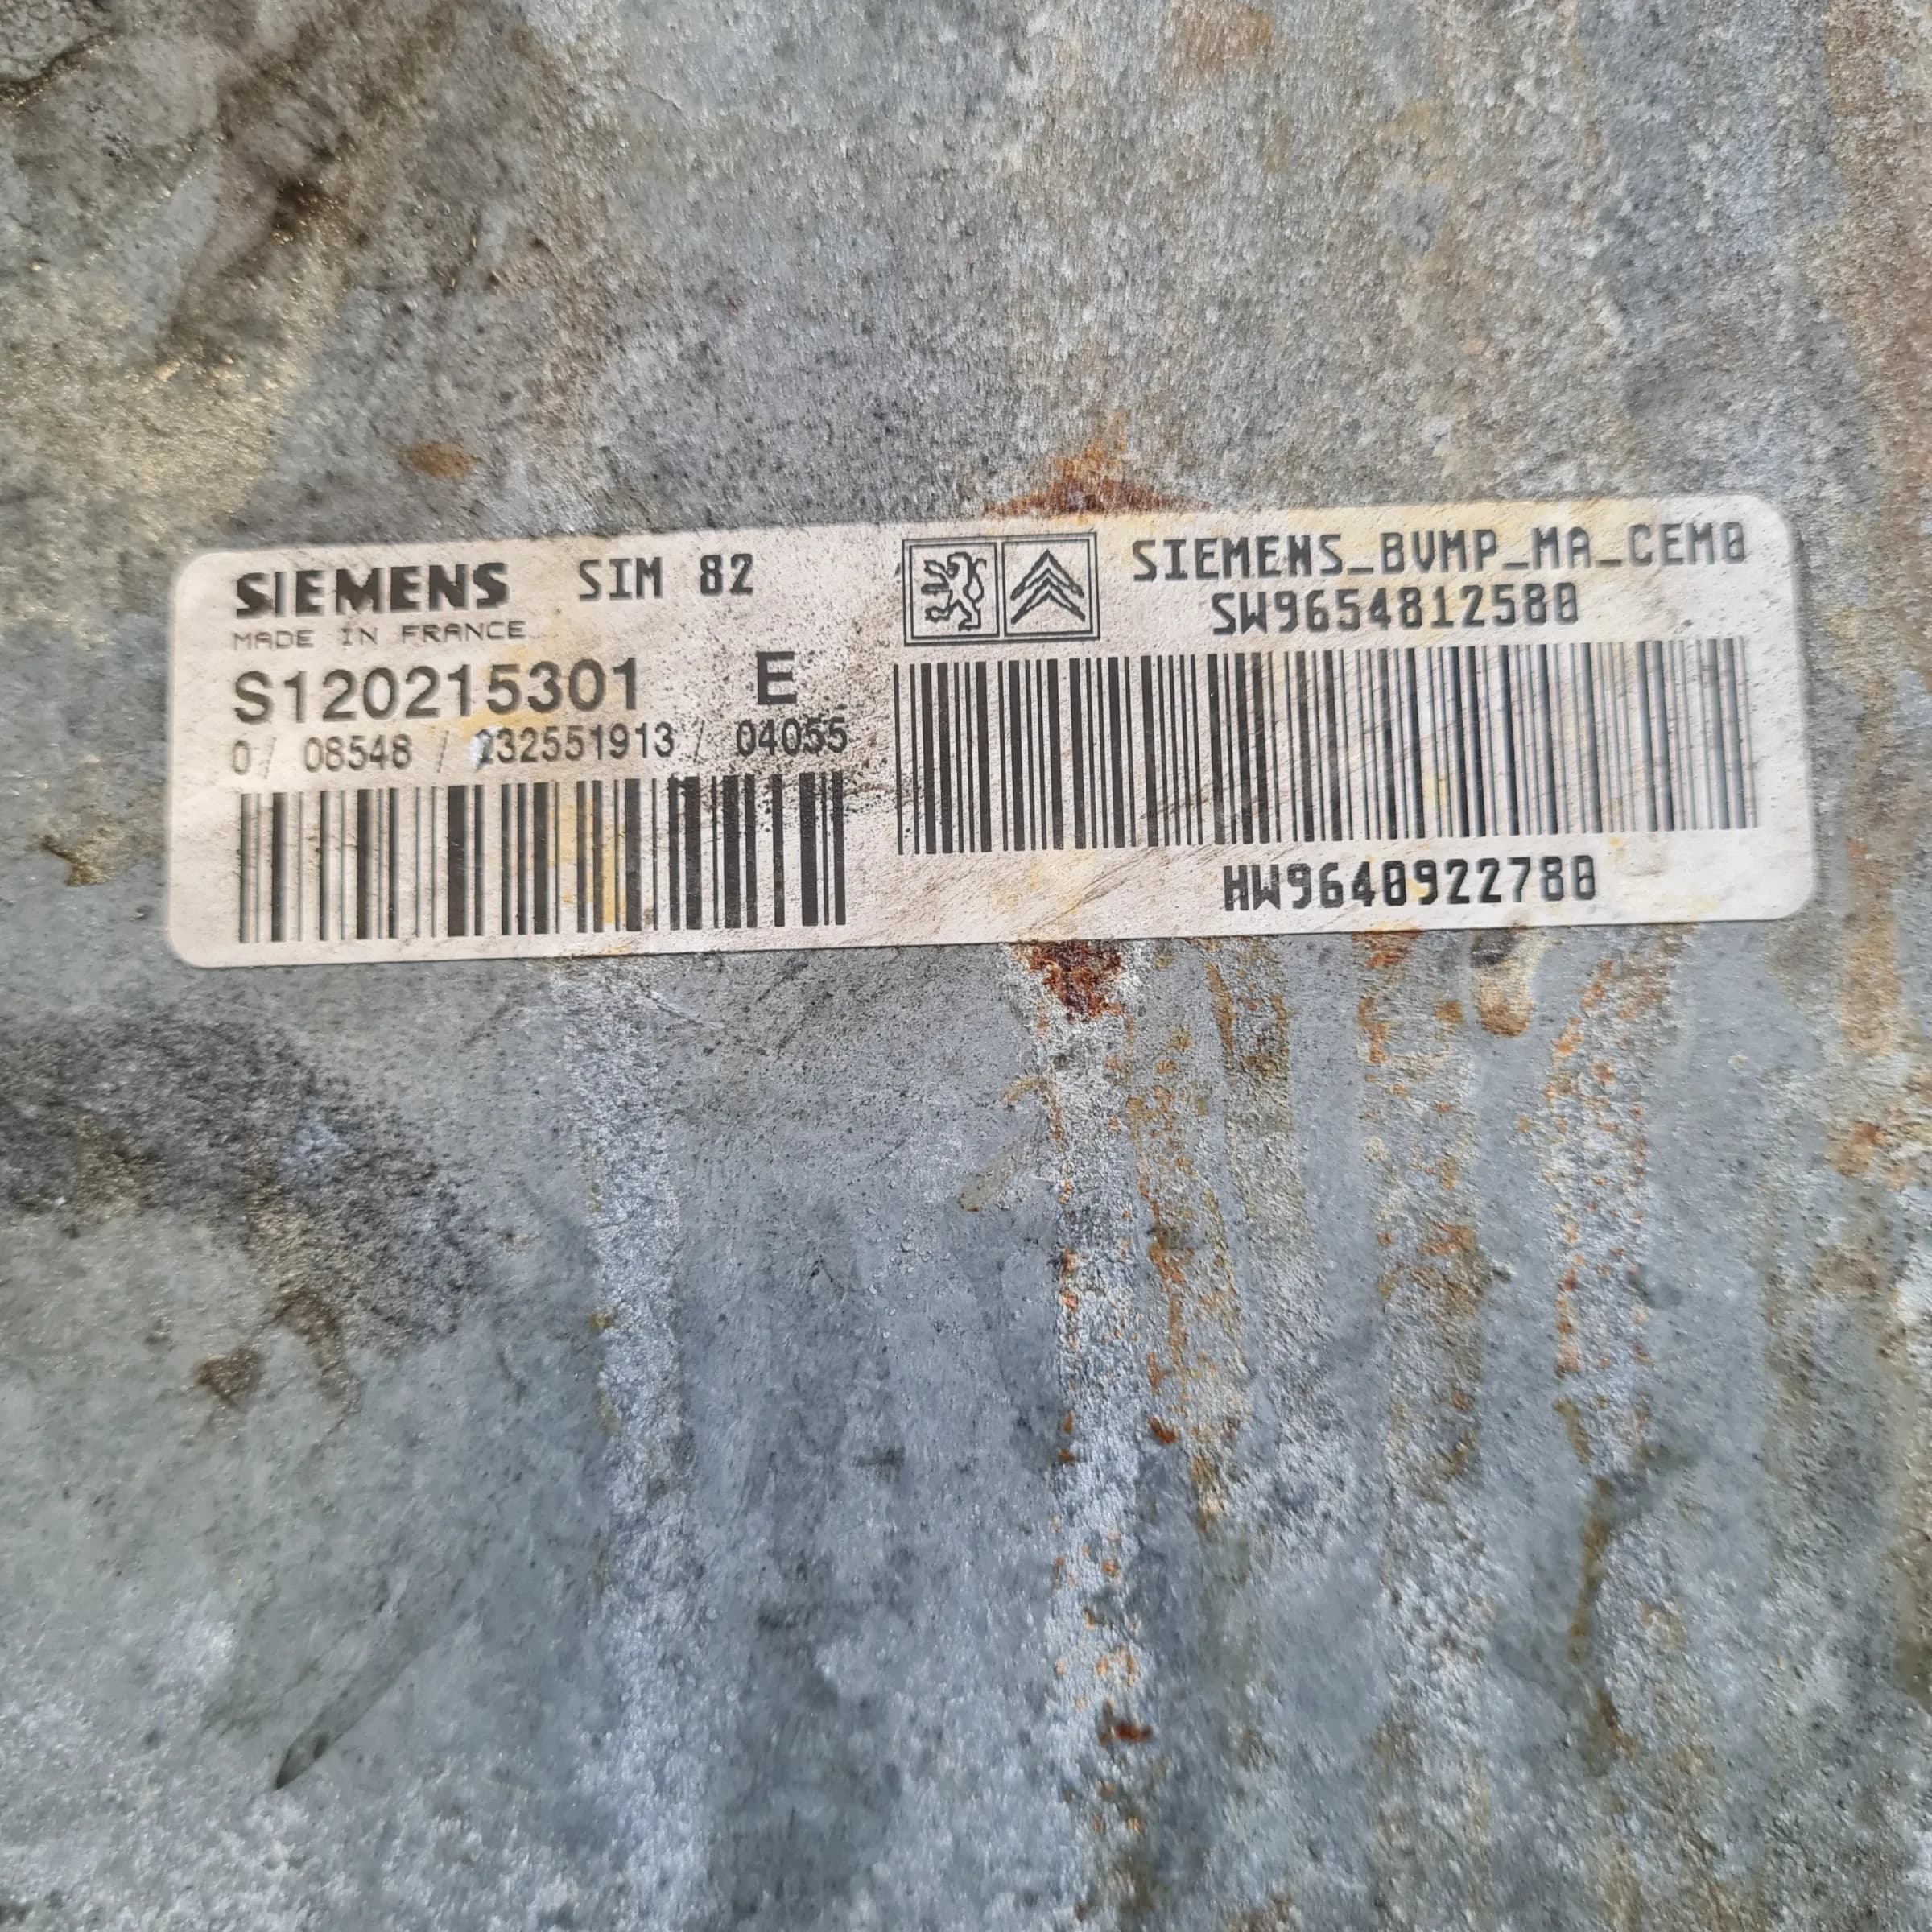 SIEMENS SIM 82
MADE IN FRANCE
S120215301 E
0/ 08548 / 232551913 / 04055
SIEMENS_BVMP_MA_CEM0
SW9654812580
HW9640922780